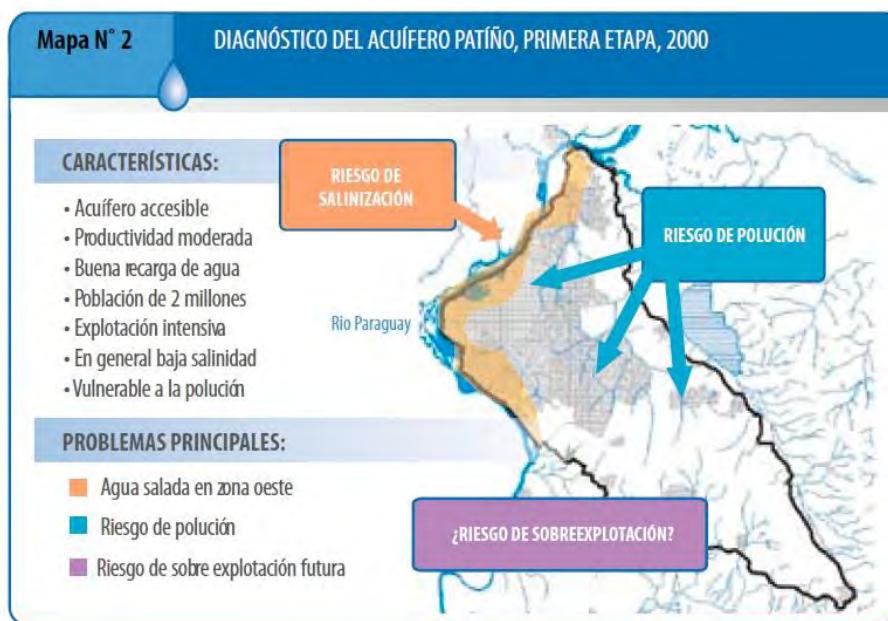 Mapa N° 2
DIAGNÓSTICO DEL ACUÍFERO PATIÑO, PRIMERA ETAPA, 2000
CARACTERÍSTICAS:
• Acuífero accesible
• Productividad moderada
• Buena recarga de agua
• Población de 2 millones
• Explotación intensiva
• En general baja salinidad
• Vulnerable a la polución
PROBLEMAS PRINCIPALES:
Agua salada en zona oeste
Riesgo de polución
Riesgo de sobre explotación futura
RIESGO DE
SALINIZACIÓN
RIESGO DE POLUCIÓN
Rio Paraguay
¿RIESGO DE SOBREEXPLOTACIÓN?